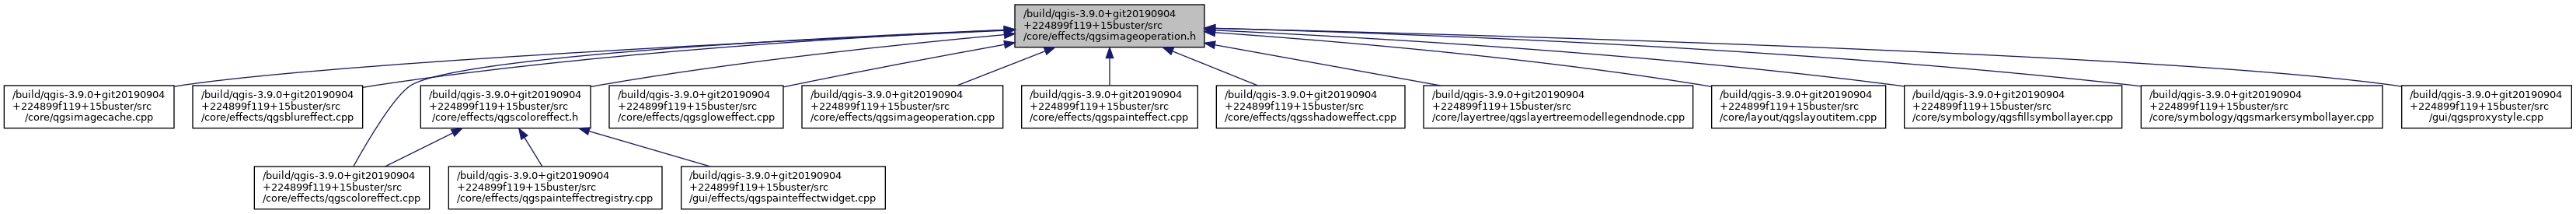 /build/qgis-3.9.0+git20190904
+224899f119+15buster/src
/core/effects/qgsimageoperation.h
/build/qgis-3.9.0+git20190904
+224899f119+15buster/src
/core/qgsimagecache.cpp
/build/qgis-3.9.0+git20190904
+224899f119+15buster/src
/core/effects/qgsblureffect.cpp
/build/qgis-3.9.0+git20190904
+224899f119+15buster/src
/core/effects/qgscoloreffect.h
/build/qgis-3.9.0+git20190904
+224899f119+15buster/src
/core/effects/qgsgloweffect.cpp
/build/qgis-3.9.0+git20190904
+224899f119+15buster/src
/core/effects/qgsimageoperation.cpp
/build/qgis-3.9.0+git20190904
+224899f119+15buster/src
/core/effects/qgspainteffect.cpp
/build/qgis-3.9.0+git20190904
+224899f119+15buster/src
/core/effects/qgsshadoweffect.cpp
/build/qgis-3.9.0+git20190904
+224899f119+15buster/src
/core/layertree/qgslayertreemodellegendnode.cpp
/build/qgis-3.9.0+git20190904
+224899f119+15buster/src
/core/layout/qgslayoutitem.cpp
/build/qgis-3.9.0+git20190904
+224899f119+15buster/src
/core/symbology/qgsfillsymbollayer.cpp
/build/qgis-3.9.0+git20190904
+224899f119+15buster/src
/core/symbology/qgsmarkersymbollayer.cpp
/build/qgis-3.9.0+git20190904
+224899f119+15buster/src
/gui/qgsproxystyle.cpp
/build/qgis-3.9.0+git20190904
+224899f119+15buster/src
/core/effects/qgscoloreffect.cpp
/build/qgis-3.9.0+git20190904
+224899f119+15buster/src
/core/effects/qgspainteffectregistry.cpp
/build/qgis-3.9.0+git20190904
+224899f119+15buster/src
/gui/effects/qgspainteffectwidget.cpp